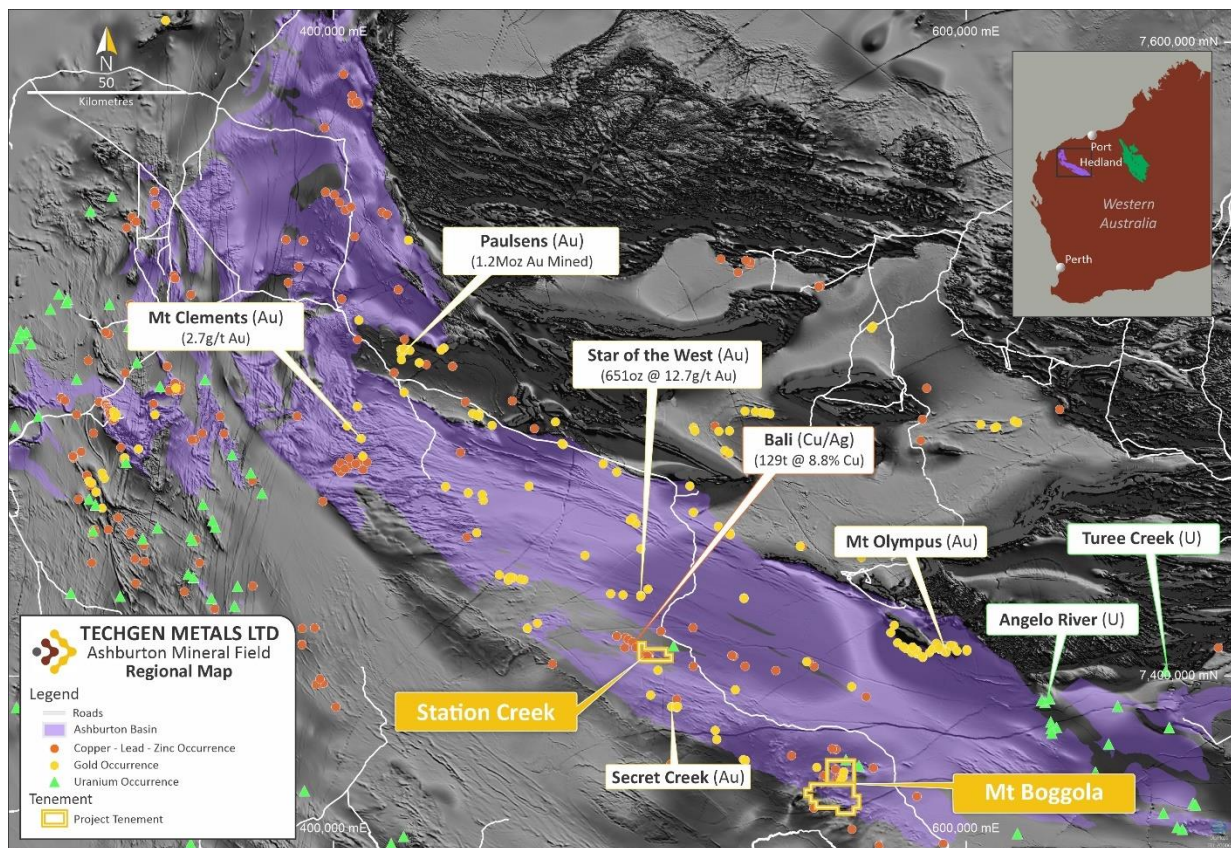 400,000 mE
600,000 mE
7,600,000 mN
N
50
Kilometres
Port
Hedland
Western
Australia
Perth
Paulsens (Au)
(1.2Moz Au Mined)
Mt Clements (Au)
(2.7g/t Au)
Star of the West (Au)
(651oz @ 12.7g/t Au)
Bali (Cu/Ag)
(129t @ 8.8% Cu)
Mt Olympus (Au)
Turee Creek (U)
Angelo River (U)
7,400,000 mN
Station Creek
Secret Creek (Au)
Mt Boggola
TECHGEN METALS LTD
Ashburton Mineral Field
Regional Map
Legend
Roads
Ashburton Basin
Copper - Lead - Zinc Occurrence
Gold Occurrence
Uranium Occurrence
Tenement
Project Tenement
400,000 mE
600,000 mE